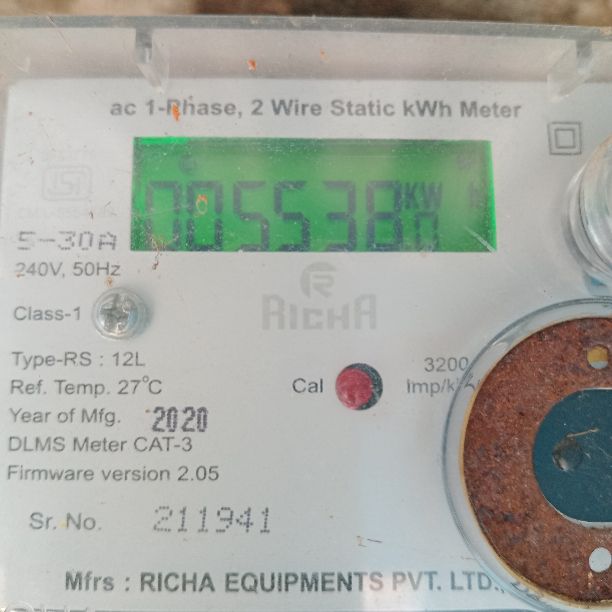 ac 1-Phase, 2 Wire Static kWh Meter
005538.0 KW h
ISI
5-30A
240V, 50Hz
RICHA
Class-1
Type-RS : 12L
3200
Ref. Temp. 27°C
Cal
Imp/k
Year of Mfg. 2020
DLMS Meter CAT-3
Firmware version 2.05
Sr. No. 211941
Mfrs : RICHA EQUIPMENTS PVT. LTD.